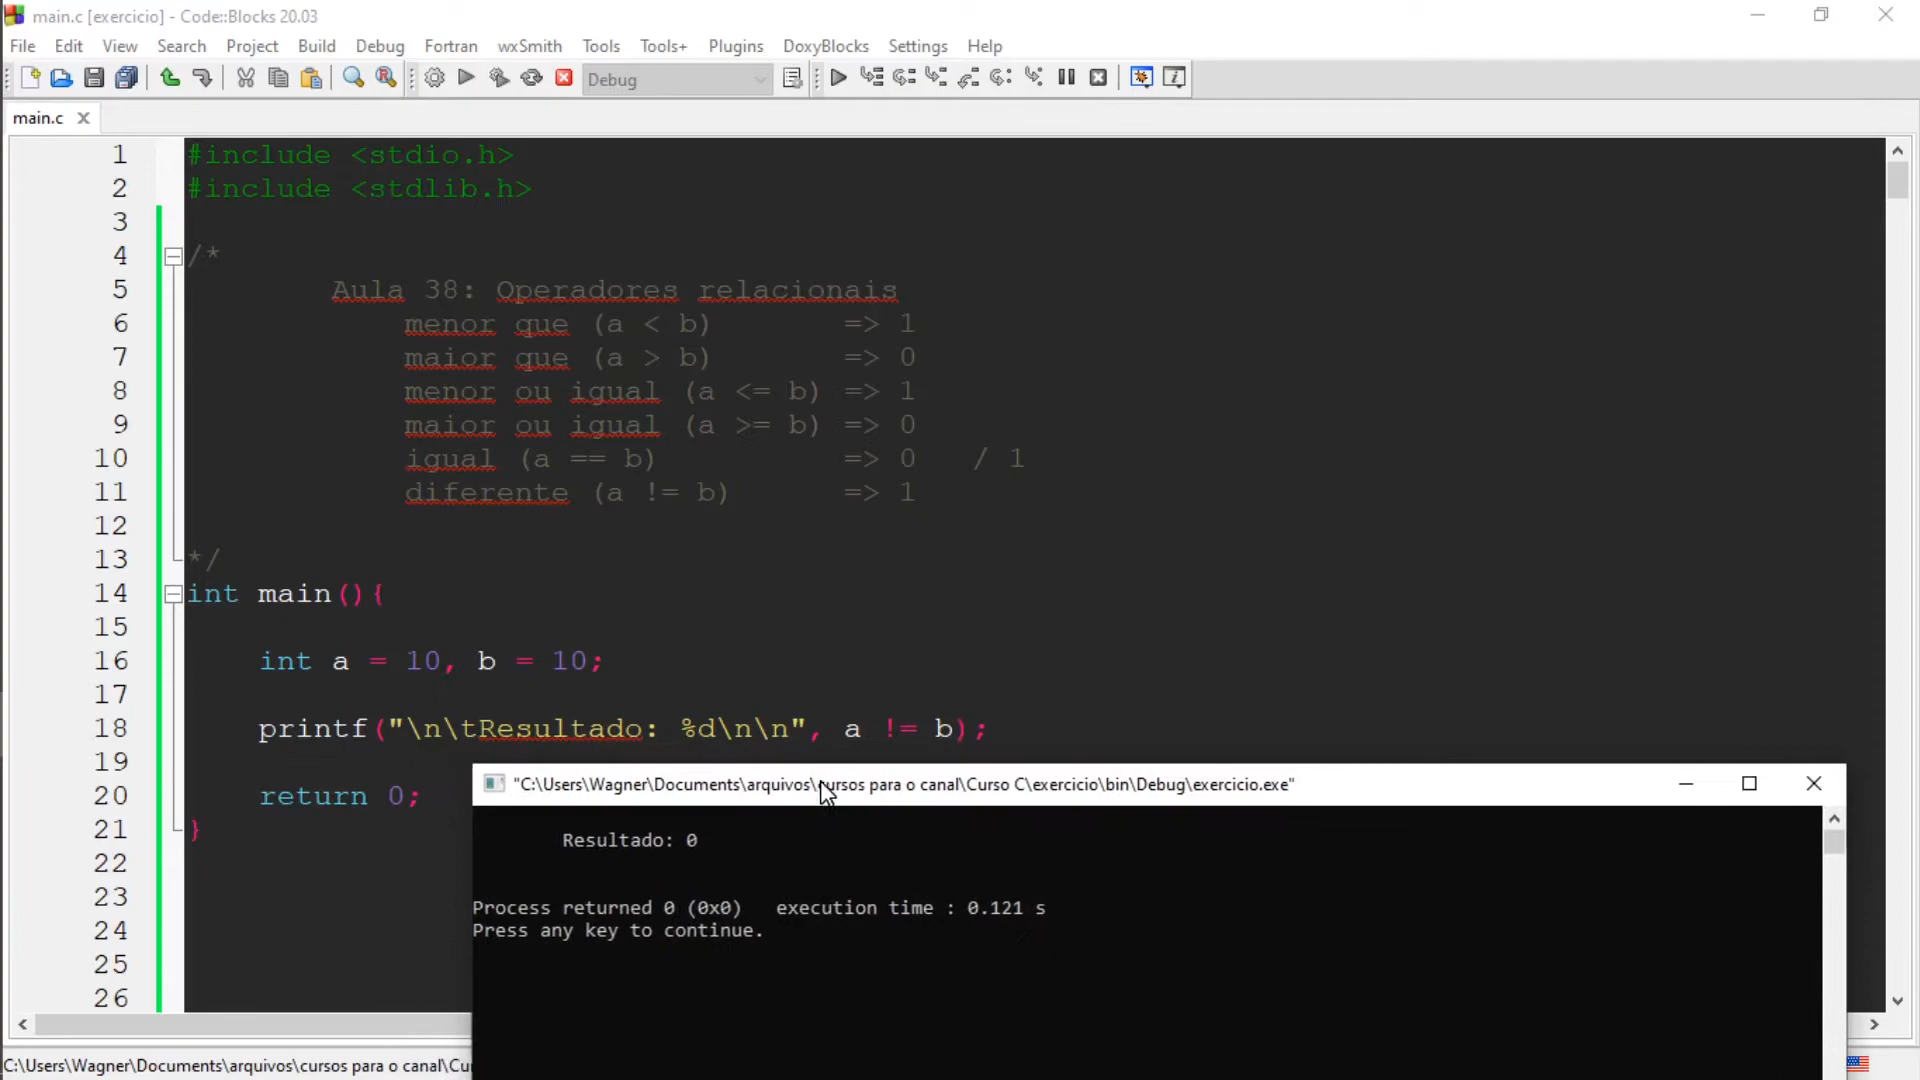 main.c [exercicio] - Code::Blocks 20.03
File Edit View Search Project Build Debug Fortran wxSmith Tools Tools+ Plugins DoxyBlocks Settings Help
Debug
main.c
1 #include <stdio.h>
2 #include <stdlib.h>
3
4 /*
5 Aula 38: Operadores relacionais
6 menor que (a < b) => 1
7 maior que (a > b) => 0
8 menor ou igual (a <= b) => 1
9 maior ou igual (a >= b) => 0
10 igual (a == b) => 0 / 1
11 diferente (a != b) => 1
12
13 */
14 int main(){
15
16 int a = 10, b = 10;
17
18 printf("\n\tResultado: %d\n\n", a != b);
19
20 return 0;
21 }
22
23
24
25
26
"C:\Users\Wagner\Documents\arquivos\cursos para o canal\Curso C\exercicio\bin\Debug\exercicio.exe"
Resultado: 0
Process returned 0 (0x0) execution time : 0.121 s
Press any key to continue.
C:\Users\Wagner\Documents\arquivos\cursos para o canal\Cu